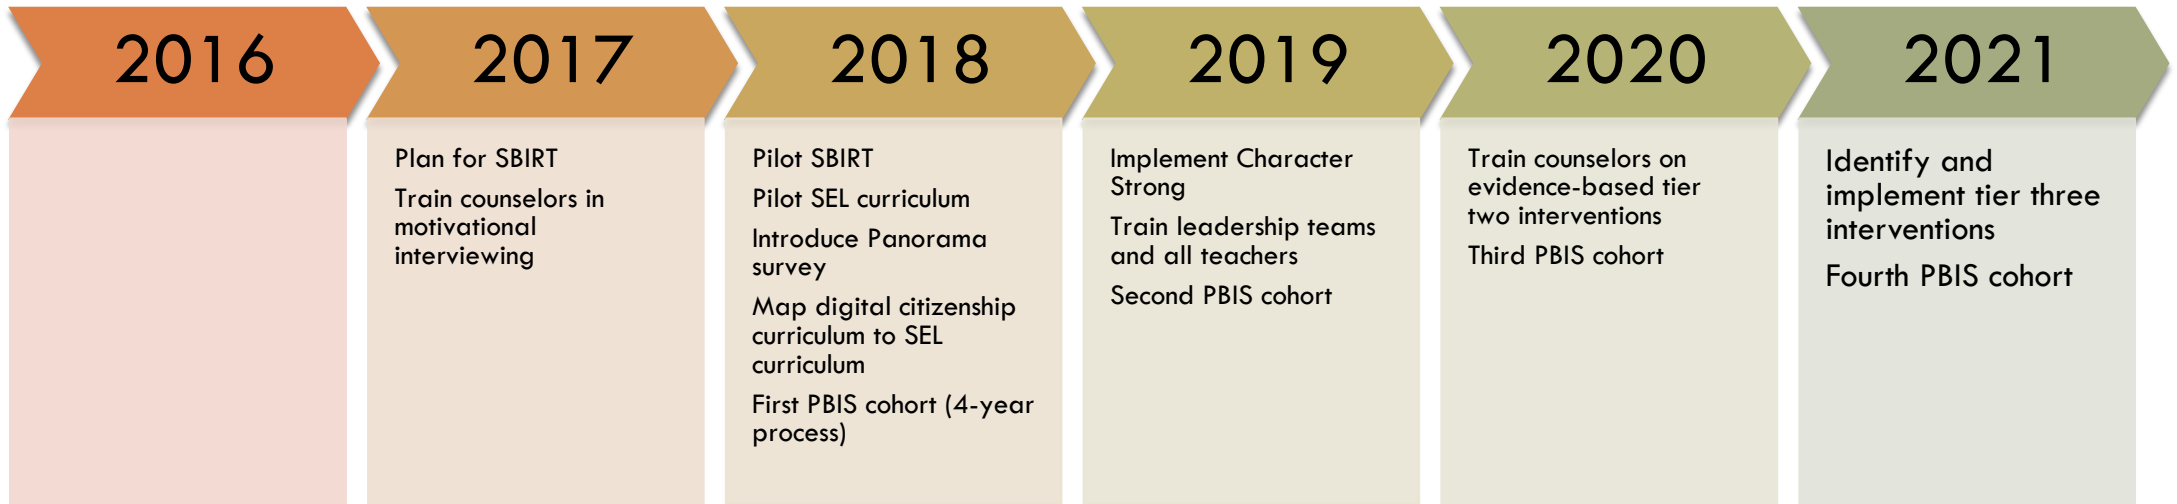 2016
2017
2018
2019
2020
2021
Plan for SBIRT
Train counselors in
motivational
interviewing
Pilot SBIRT
Pilot SEL curriculum
Introduce Panorama
survey
Map digital citizenship
curriculum to SEL
curriculum
First PBIS cohort (4-year
process)
Implement Character
Strong
Train leadership teams
and all teachers
Second PBIS cohort
Train counselors on
evidence-based tier
two interventions
Third PBIS cohort
Identify and
implement tier three
interventions
Fourth PBIS cohort